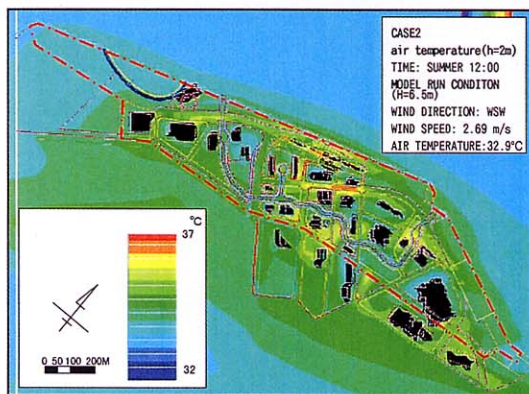 CASE2
air temperature(h=2m)
TIME: SUMMER 12:00
MODEL RUN CONDITON
(H=6.5m)
WIND DIRECTION: WSW
WIND SPEED: 2.69 m/s
AIR TEMPERATURE:32.9°C
°C
37
32
0 50 100 200M